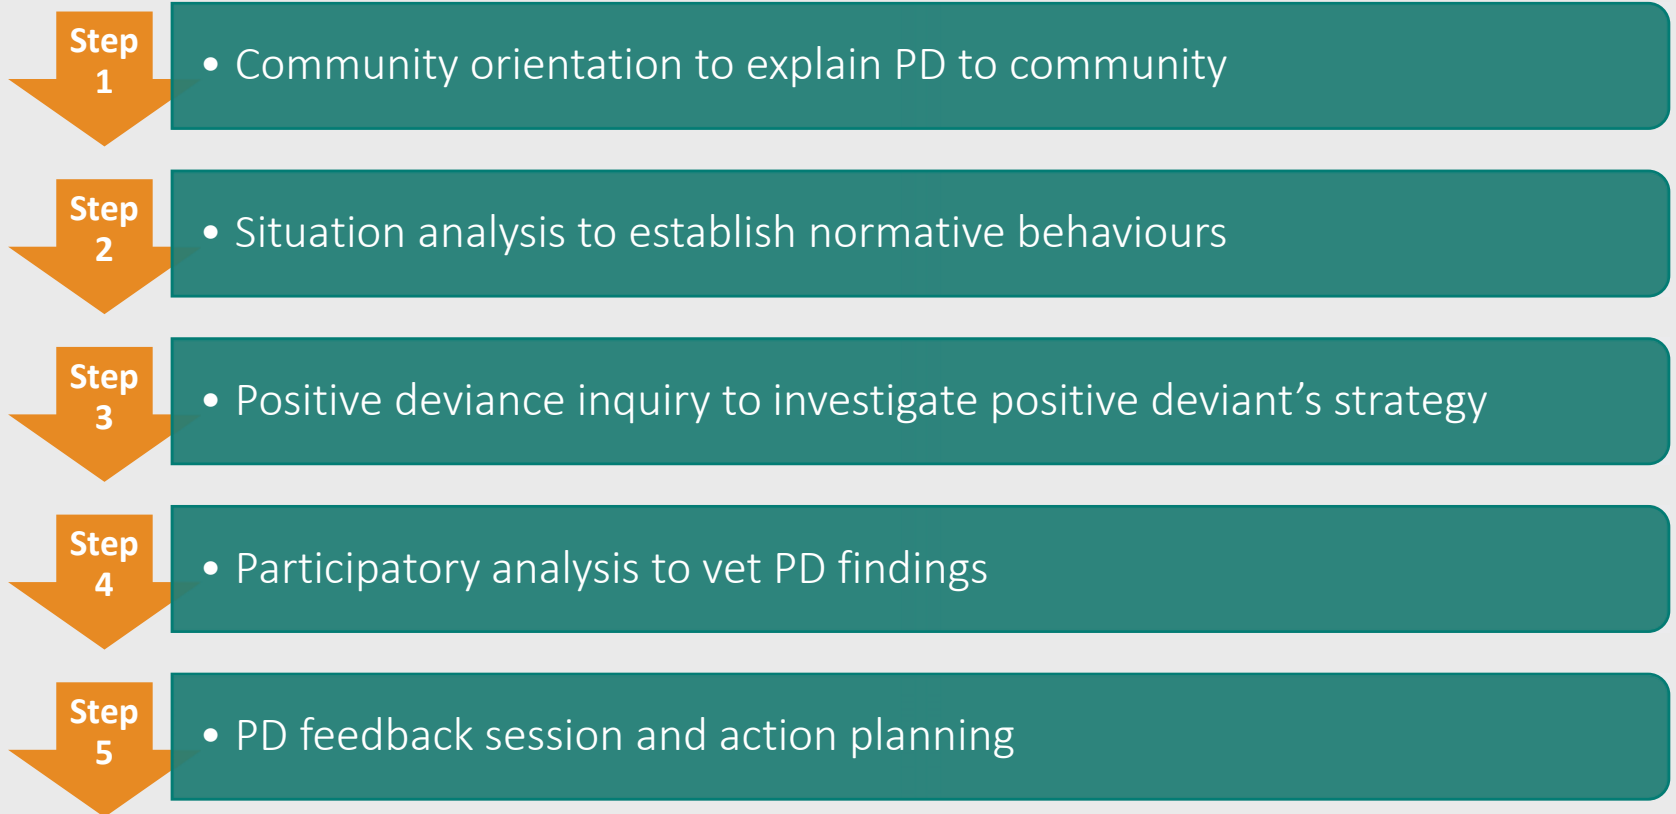 Step
1
• Community orientation to explain PD to community
Step
2
• Situation analysis to establish normative behaviours
Step
3
• Positive deviance inquiry to investigate positive deviant’s strategy
Step
4
• Participatory analysis to vet PD findings
Step
5
• PD feedback session and action planning